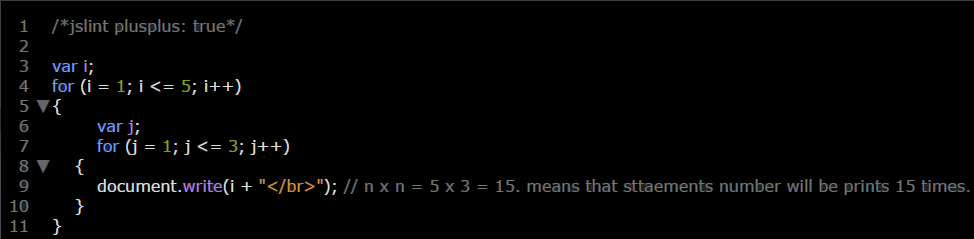 1 /*jslint plusplus: true*/
2
3 var i;
4 for (i = 1; i <= 5; i++)
5 {
6 var j;
7 for (j = 1; j <= 3; j++)
8 {
9 document.write(i + "</br>"); // n x n = 5 x 3 = 15. means that sttaements number will be prints 15 times.
10 }
11 }